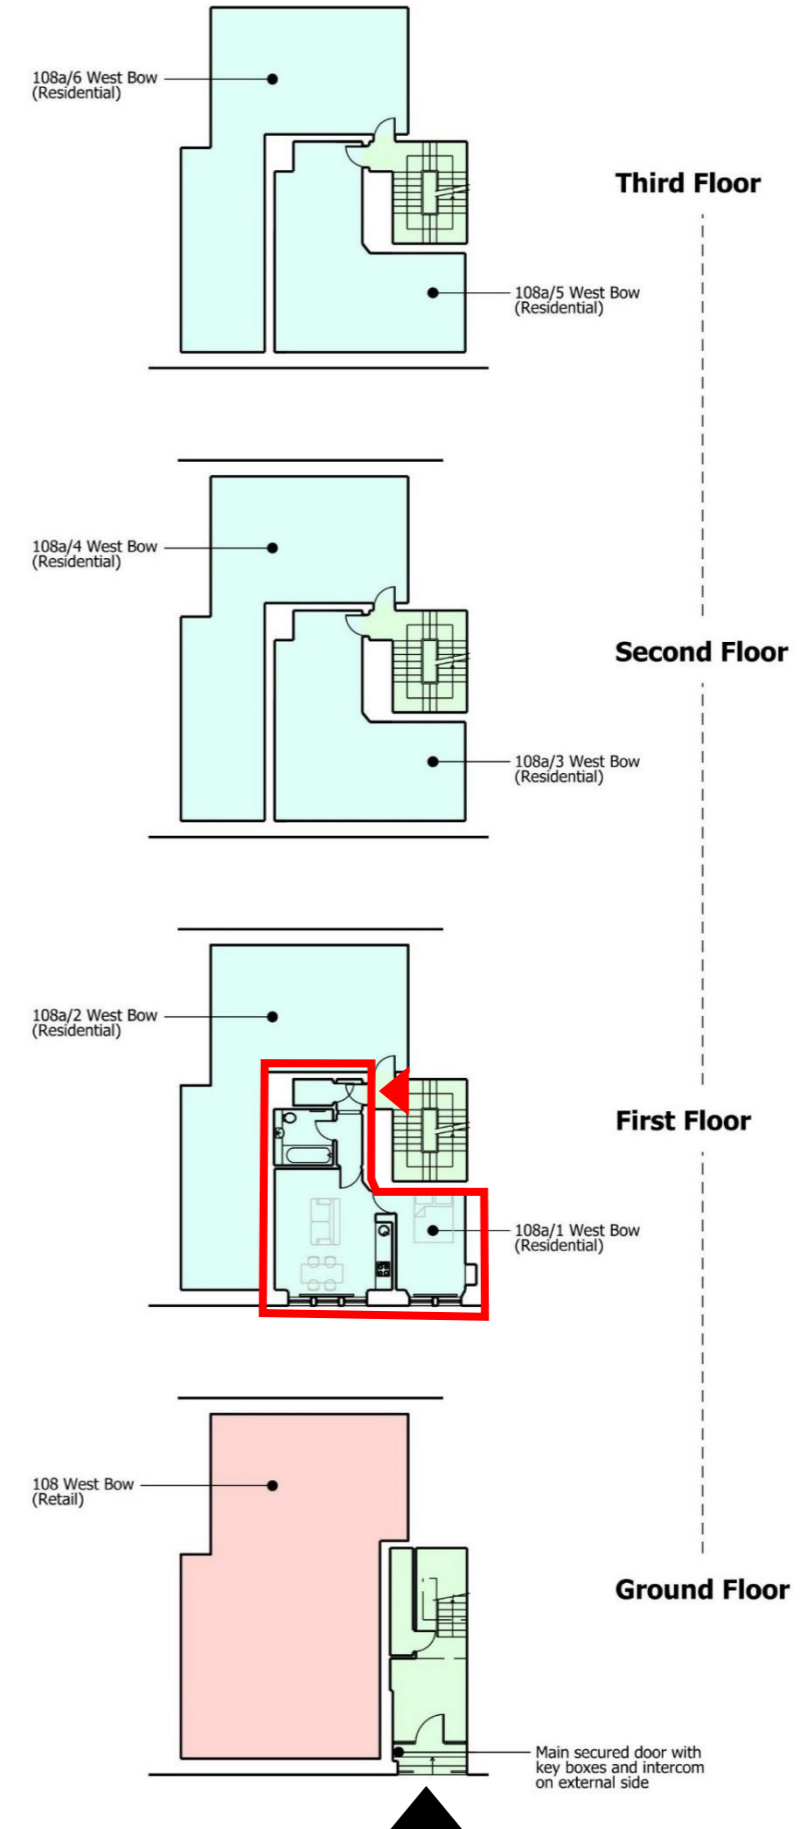 108a/6 West Bow
(Residential)
Third Floor
108a/5 West Bow
(Residential)
108a/4 West Bow
(Residential)
Second Floor
108a/3 West Bow
(Residential)
108a/2 West Bow
(Residential)
First Floor
108a/1 West Bow
(Residential)
108 West Bow
(Retail)
Ground Floor
Main secured door with
key boxes and intercom
on external side